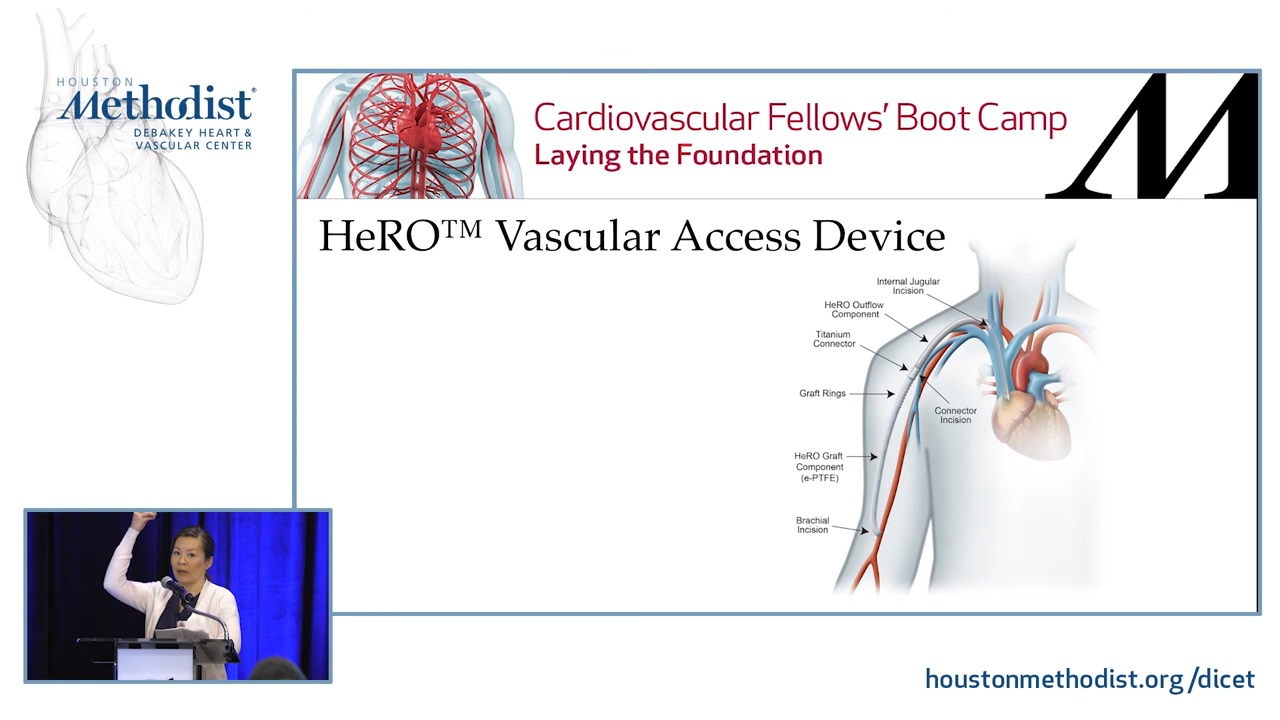 HOUSTON
Methodist®
DEBAKEY HEART &
VASCULAR CENTER
Cardiovascular Fellows’ Boot Camp
Laying the Foundation
M
HeRO™ Vascular Access Device
Internal Jugular
Incision
HeRO Outflow
Component
Titanium
Connector
Graft Rings
Connector
Incision
HeRO Graft
Component
(e-PTFE)
Brachial
Incision
houstonmethodist.org/dicet